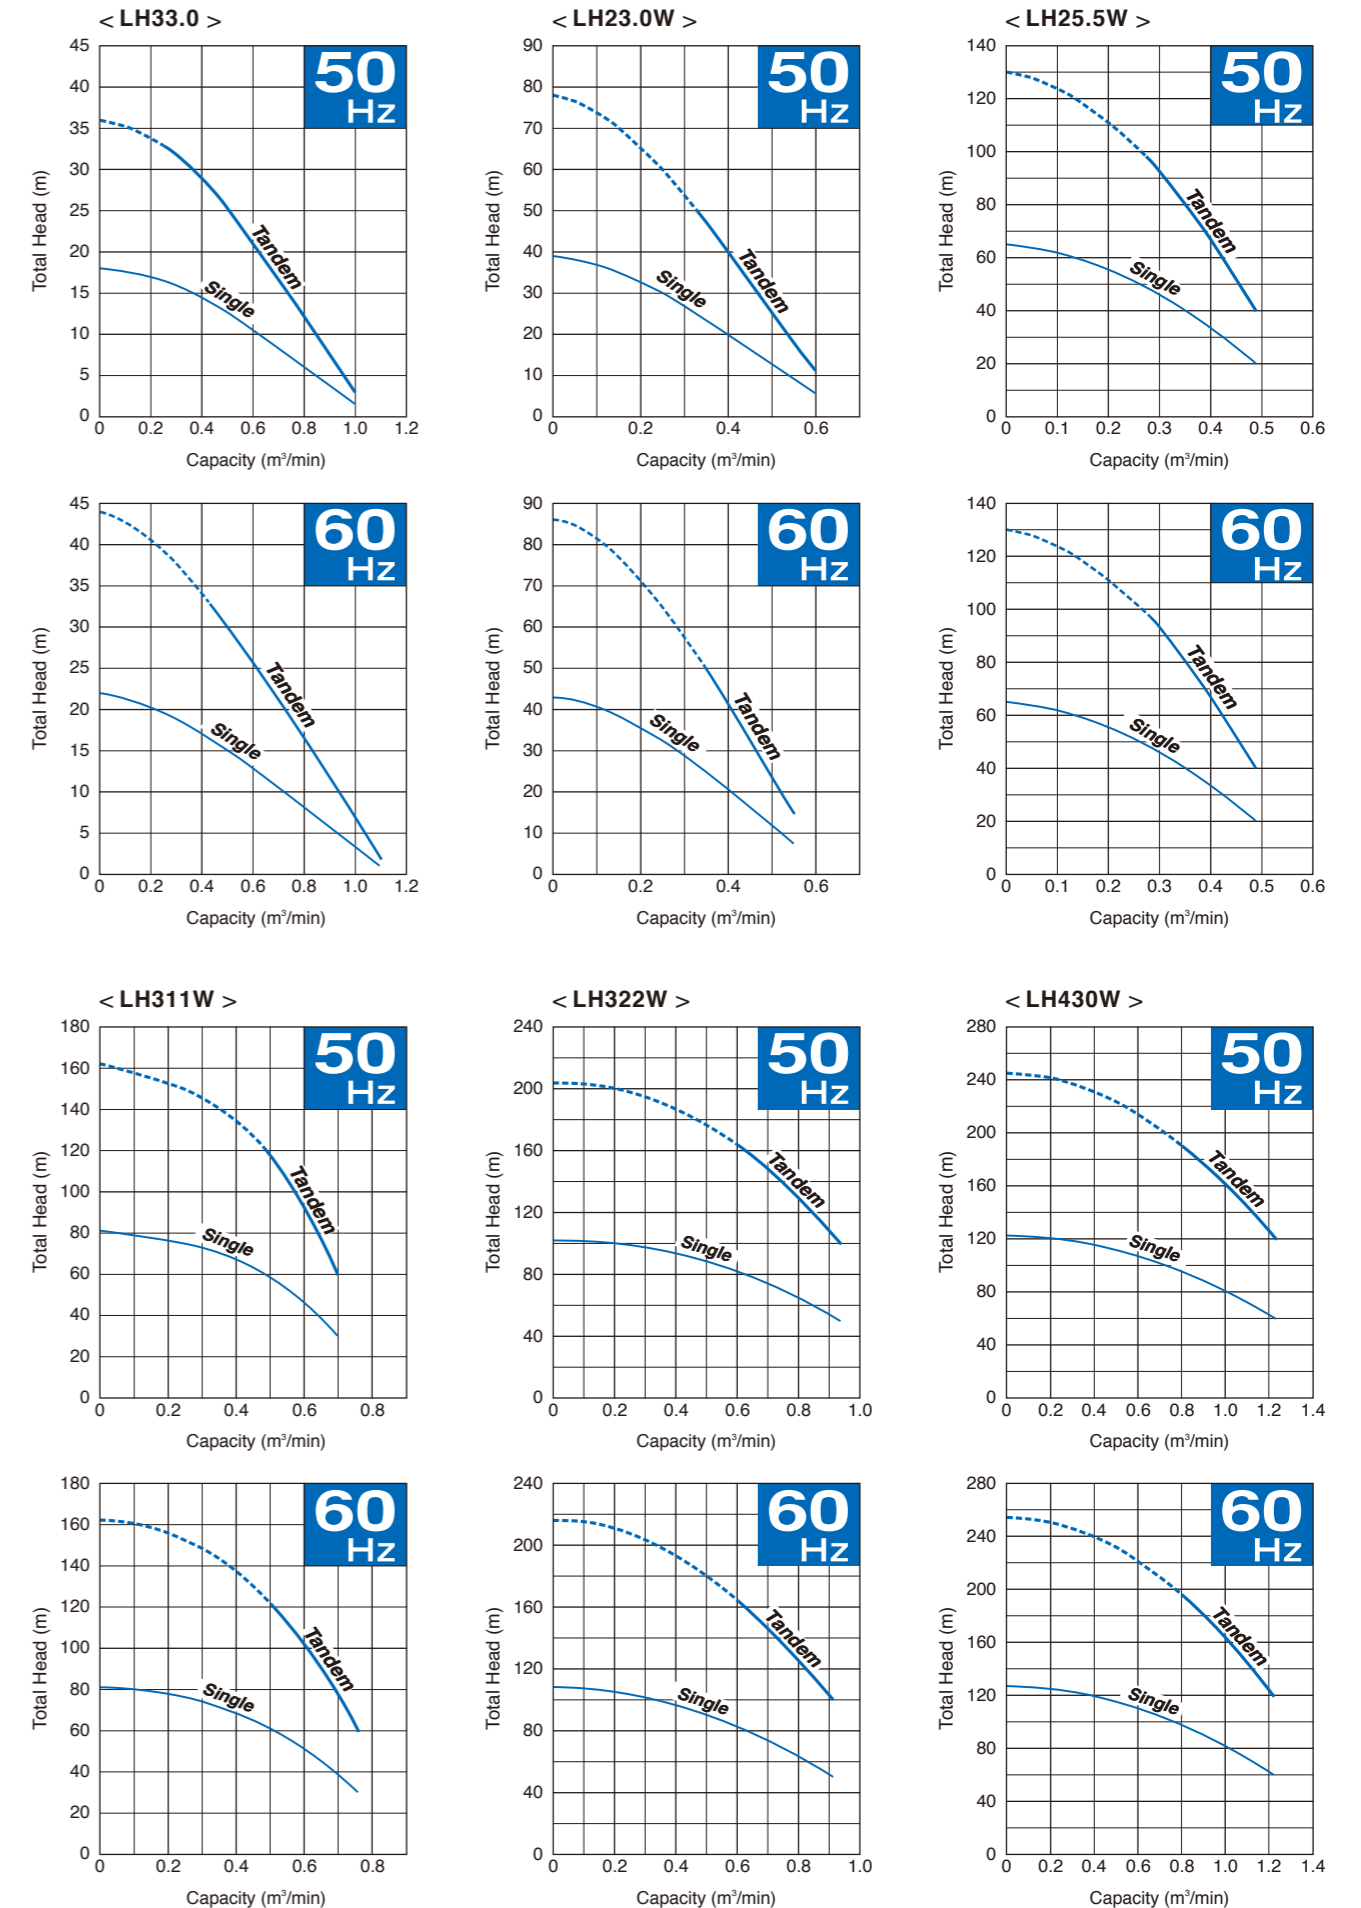 < LH33.0 >
45
40
35
30
25
20
15
10
5
0
0 0.2 0.4 0.6 0.8 1.0 1.2
Total Head (m)
Capacity (m³/min)
50
Hz
Tandem
Single
< LH23.0W >
90
80
70
60
50
40
30
20
10
0
0 0.2 0.4 0.6
Total Head (m)
Capacity (m³/min)
50
Hz
Tandem
Single
< LH25.5W >
140
120
100
80
60
40
20
0
0 0.1 0.2 0.3 0.4 0.5 0.6
Total Head (m)
Capacity (m³/min)
50
Hz
Tandem
Single
45
40
35
30
25
20
15
10
5
0
0 0.2 0.4 0.6 0.8 1.0 1.2
Total Head (m)
Capacity (m³/min)
60
Hz
Tandem
Single
90
80
70
60
50
40
30
20
10
0
0 0.2 0.4 0.6
Total Head (m)
Capacity (m³/min)
60
Hz
Tandem
Single
140
120
100
80
60
40
20
0
0 0.1 0.2 0.3 0.4 0.5 0.6
Total Head (m)
Capacity (m³/min)
60
Hz
Tandem
Single
< LH311W >
180
160
140
120
100
80
60
40
20
0
0 0.2 0.4 0.6 0.8
Total Head (m)
Capacity (m³/min)
50
Hz
Tandem
Single
< LH322W >
240
200
160
120
80
40
0
0 0.2 0.4 0.6 0.8 1.0
Total Head (m)
Capacity (m³/min)
50
Hz
Tandem
Single
< LH430W >
280
240
200
160
120
80
40
0
0 0.2 0.4 0.6 0.8 1.0 1.2 1.4
Total Head (m)
Capacity (m³/min)
50
Hz
Tandem
Single
180
160
140
120
100
80
60
40
20
0
0 0.2 0.4 0.6 0.8
Total Head (m)
Capacity (m³/min)
60
Hz
Tandem
Single
240
200
160
120
80
40
0
0 0.2 0.4 0.6 0.8 1.0
Total Head (m)
Capacity (m³/min)
60
Hz
Tandem
Single
280
240
200
160
120
80
40
0
0 0.2 0.4 0.6 0.8 1.0 1.2 1.4
Total Head (m)
Capacity (m³/min)
60
Hz
Tandem
Single